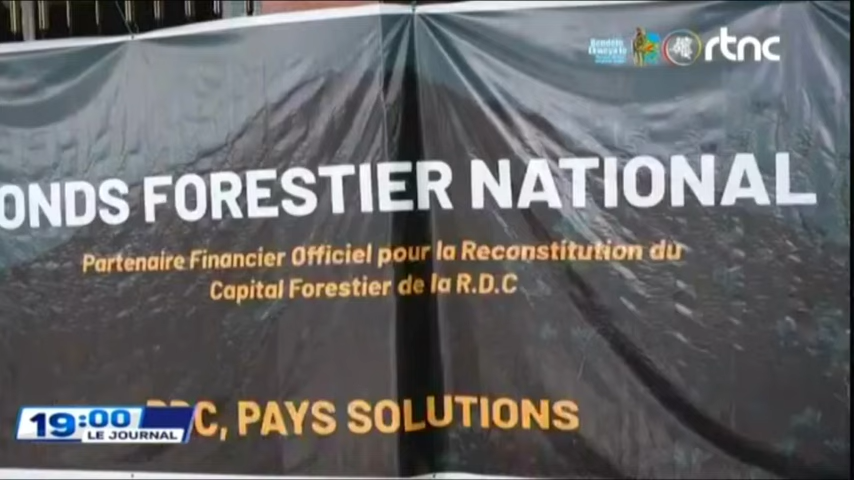 rtnc
ONDS FORESTIER NATIONAL
Partenaire Financier Officiel pour la Reconstitution du
Capital Forestier de la R.D.C
C, PAYS SOLUTIONS
19:00
LE JOURNAL